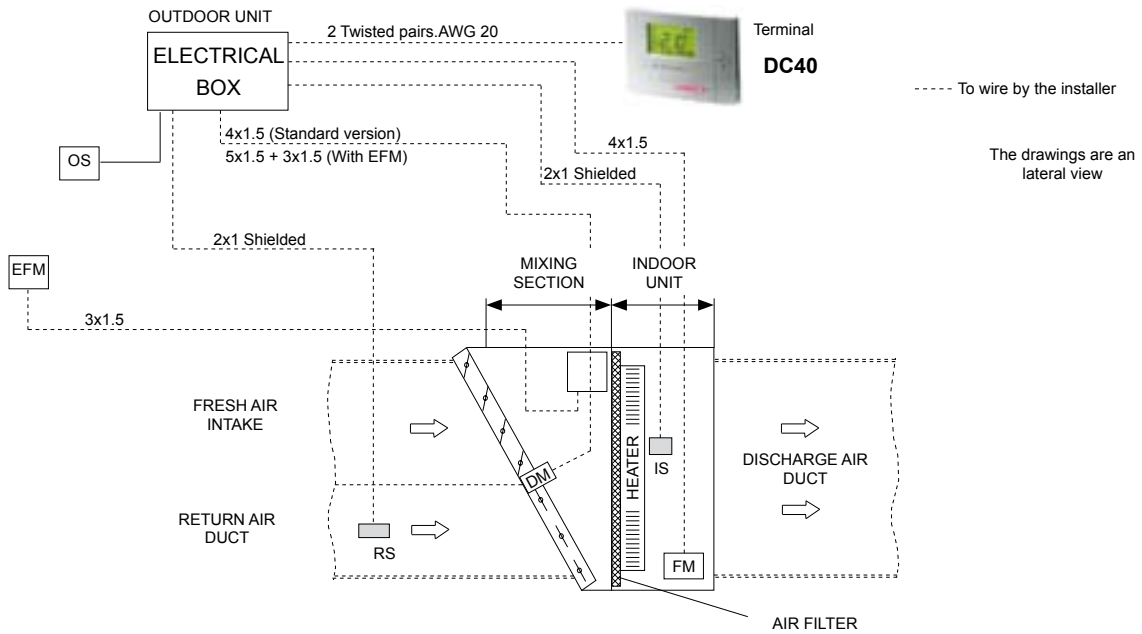 OUTDOOR UNIT
ELECTRICAL
BOX
2 Twisted pairs.AWG 20
Terminal
DC40
To wire by the installer
The drawings are an
lateral view
OS
4x1.5 (Standard version)
5x1.5 + 3x1.5 (With EFM)
4x1.5
2x1 Shielded
2x1 Shielded
EFM
MIXING
SECTION
INDOOR
UNIT
3x1.5
FRESH AIR
INTAKE
RETURN AIR
DUCT
RS
DM
HEATER
IS
FM
DISCHARGE AIR
DUCT
AIR FILTER